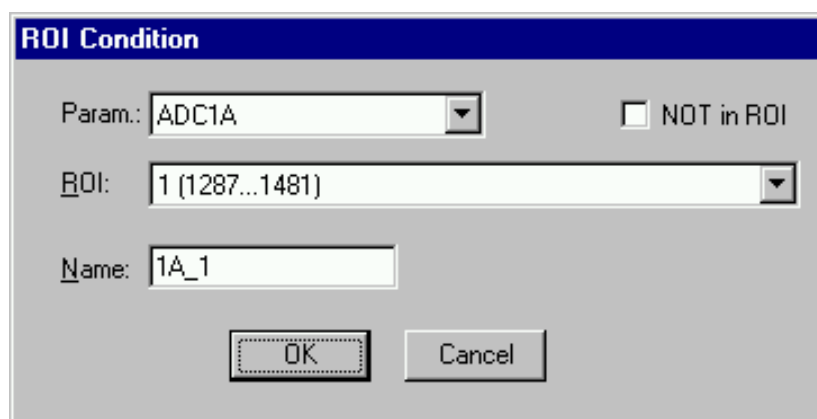 ROI Condition
Param.: ADC1A NOT in ROI
ROI: 1 (1287...1481)
Name: 1A_1
OK Cancel